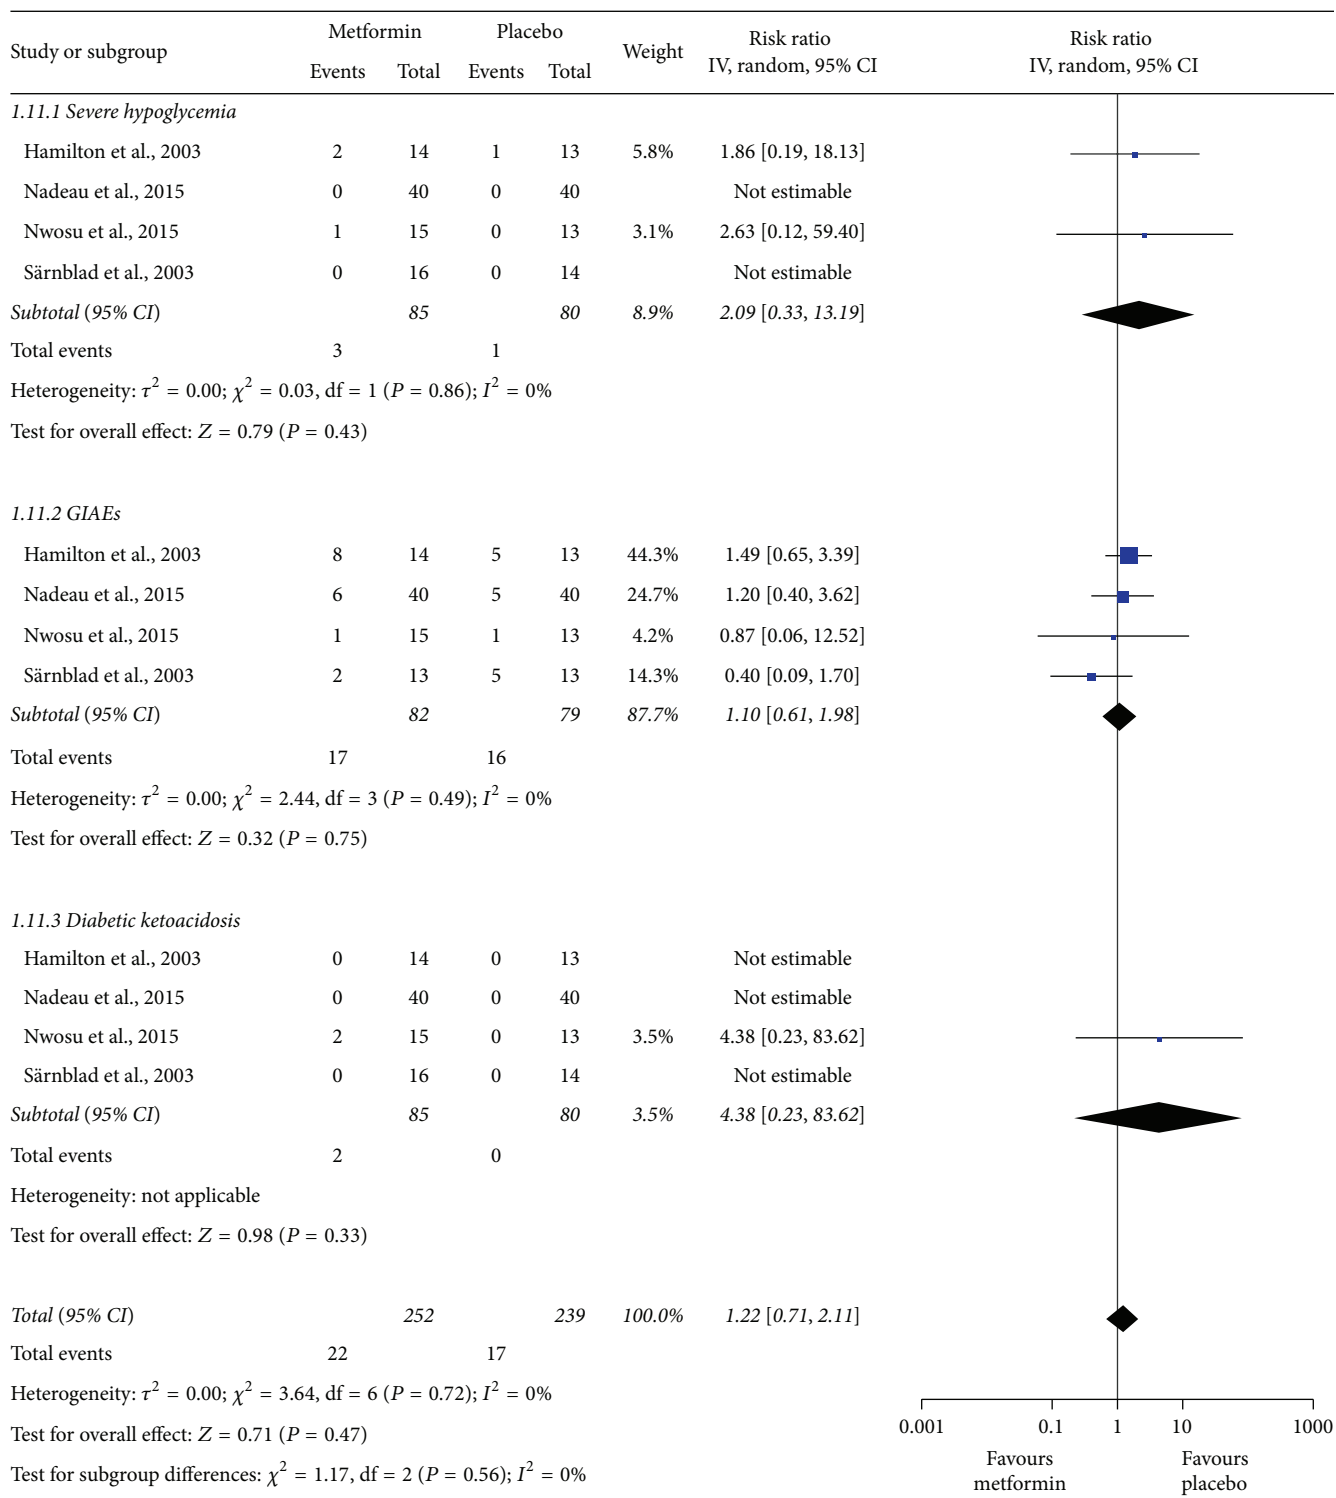 Study or subgroup Metformin Placebo Weight Risk ratio Risk ratio
Events Total Events Total IV, random, 95% CI IV, random, 95% CI
1.11.1 Severe hypoglycemia
Hamilton et al., 2003 2 14 1 13 5.8% 1.86 [0.19, 18.13]
Nadeau et al., 2015 0 40 0 40 Not estimable
Nwosu et al., 2015 1 15 0 13 3.1% 2.63 [0.12, 59.40]
Särnblad et al., 2003 0 16 0 14 Not estimable
Subtotal (95% CI) 85 80 8.9% 2.09 [0.33, 13.19]
Total events 3 1
Heterogeneity: τ² = 0.00; χ² = 0.03, df = 1 (P = 0.86); I² = 0%
Test for overall effect: Z = 0.79 (P = 0.43)
1.11.2 GIAEs
Hamilton et al., 2003 8 14 5 13 44.3% 1.49 [0.65, 3.39]
Nadeau et al., 2015 6 40 5 40 24.7% 1.20 [0.40, 3.62]
Nwosu et al., 2015 1 15 1 13 4.2% 0.87 [0.06, 12.52]
Särnblad et al., 2003 2 13 5 13 14.3% 0.40 [0.09, 1.70]
Subtotal (95% CI) 82 79 87.7% 1.10 [0.61, 1.98]
Total events 17 16
Heterogeneity: τ² = 0.00; χ² = 2.44, df = 3 (P = 0.49); I² = 0%
Test for overall effect: Z = 0.32 (P = 0.75)
1.11.3 Diabetic ketoacidosis
Hamilton et al., 2003 0 14 0 13 Not estimable
Nadeau et al., 2015 0 40 0 40 Not estimable
Nwosu et al., 2015 2 15 0 13 3.5% 4.38 [0.23, 83.62]
Särnblad et al., 2003 0 16 0 14 Not estimable
Subtotal (95% CI) 85 80 3.5% 4.38 [0.23, 83.62]
Total events 2 0
Heterogeneity: not applicable
Test for overall effect: Z = 0.98 (P = 0.33)
Total (95% CI) 252 239 100.0% 1.22 [0.71, 2.11]
Total events 22 17
Heterogeneity: τ² = 0.00; χ² = 3.64, df = 6 (P = 0.72); I² = 0%
Test for overall effect: Z = 0.71 (P = 0.47)
Test for subgroup differences: χ² = 1.17, df = 2 (P = 0.56); I² = 0%
0.001 0.1 1 10 1000
Favours Favours
metformin placebo